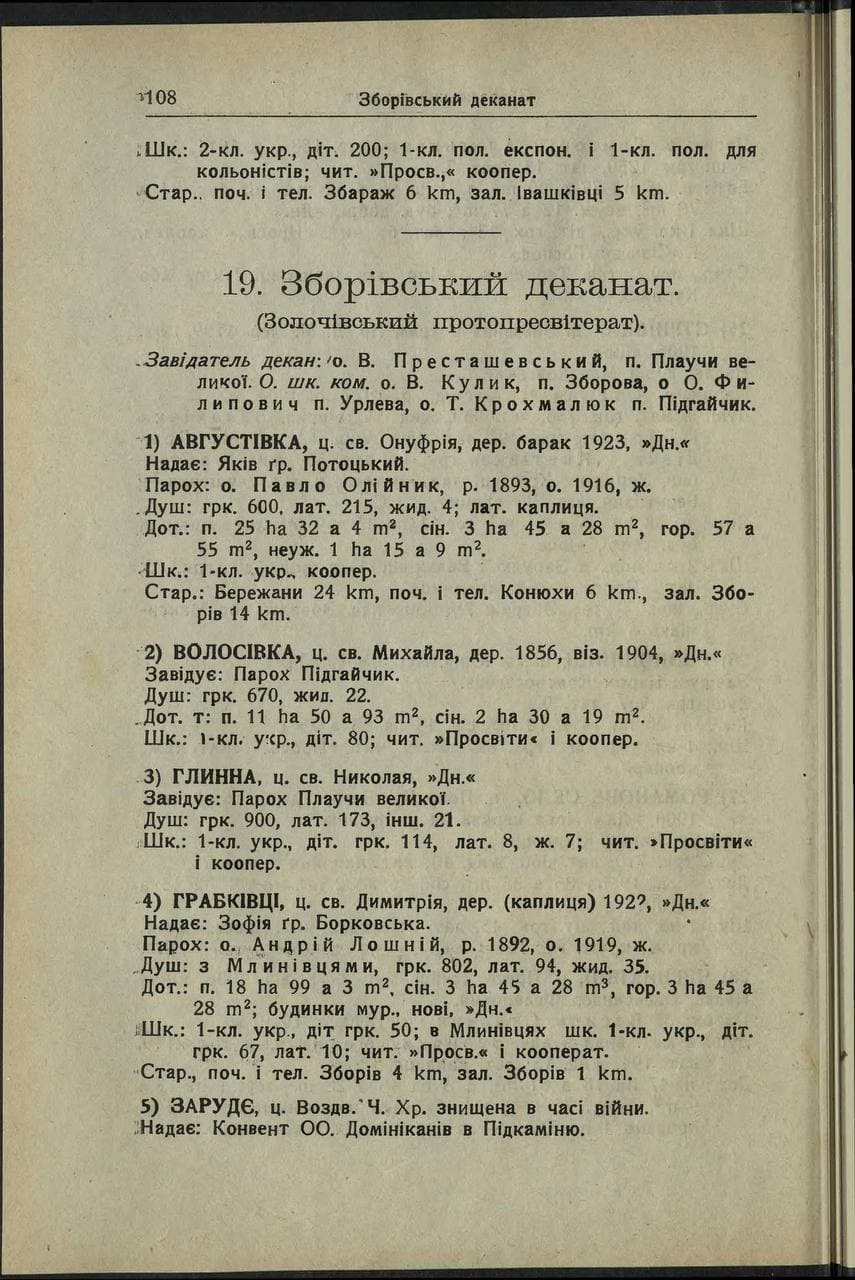 108 Зборівський деканат
Шк.: 2-кл. укр., діт. 200; 1-кл. пол. експон. і 1-кл. пол. для
кольоністів; чит. »Просв.,« коопер.
Стар.. поч. і тел. Збараж 6 km, зал. Івашківці 5 km.
19. Зборівський деканат.
(Золочівський протопресвітерат).
Завідатель декан: о. В. Престашевський, п. Плаучи ве-
ликої. О. шк. ком. о. В. Кулик, п. Зборова, о О. Фи-
липович п. Урлева, о. Т. Крохмалюк п. Підгайчик.
1) АВГУСТІВКА, ц. св. Онуфрія, дер. барак 1923, »Дн.«
Надає: Яків ґр. Потоцький.
Парох: о. Павло Олійник, р. 1893, о. 1916, ж.
Душ: грк. 600, лат. 215, жид. 4; лат. каплиця.
Дот.: п. 25 ha 32 a 4 m², сін. 3 ha 45 a 28 m², гор. 57 a
55 m², неуж. 1 ha 15 a 9 m².
Шк.: 1-кл. укр., коопер.
Стар.: Бережани 24 km, поч. і тел. Конюхи 6 km., зал. Збо-
рів 14 km.
2) ВОЛОСІВКА, ц. св. Михайла, дер. 1856, віз. 1904, »Дн.«
Завідує: Парох Підгайчик.
Душ: грк. 670, жид. 22.
Дот. т: п. 11 ha 50 a 93 m², сін. 2 ha 30 a 19 m².
Шк.: 1-кл. укр., діт. 80; чит. »Просвіти« і коопер.
3) ГЛИННА, ц. св. Николая, »Дн.«
Завідує: Парох Плаучи великої.
Душ: грк. 900, лат. 173, інш. 21.
Шк.: 1-кл. укр., діт. грк. 114, лат. 8, ж. 7; чит. »Просвіти«
і коопер.
4) ГРАБКІВЦІ, ц. св. Димитрія, дер. (каплиця) »Дн.«
Надає: Зофія ґр. Борковська.
Парох: о. Андрій Лошній, р. 1892, о. 1919, ж.
Душ: з Млинівцями, грк. 802, лат. 94, жид. 35.
Дот.: п. 18 ha 99 a 3 m², сін. 3 ha 45 a 28 m³, гор. 3 ha 45 a
28 m²; будинки мур., нові, »Дн.«
Шк.: 1-кл. укр., діт грк. 50; в Млинівцях шк. 1-кл. укр., діт.
грк. 67, лат. 10; чит. »Просв.« і кооперат.
Стар., поч. і тел. Зборів 4 km, зал. Зборів 1 km.
5) ЗАРУДЄ, ц. Воздв. Ч. Хр. знищена в часі війни.
Надає: Конвент ОО. Домініканів в Підкаміню.